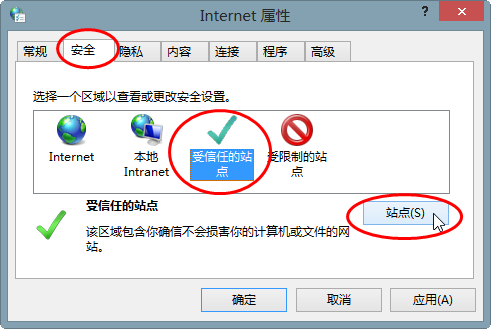 Internet 属性
?
常规 安全 隐私 内容 连接 程序 高级
选择一个区域以查看或更改安全设置。
Internet
本地
Intranet
受信任的站
点
受限制的站
点
受信任的站点
站点(S)
该区域包含你确信不会损害你的计算机或文件的网
站。
确定 取消 应用(A)